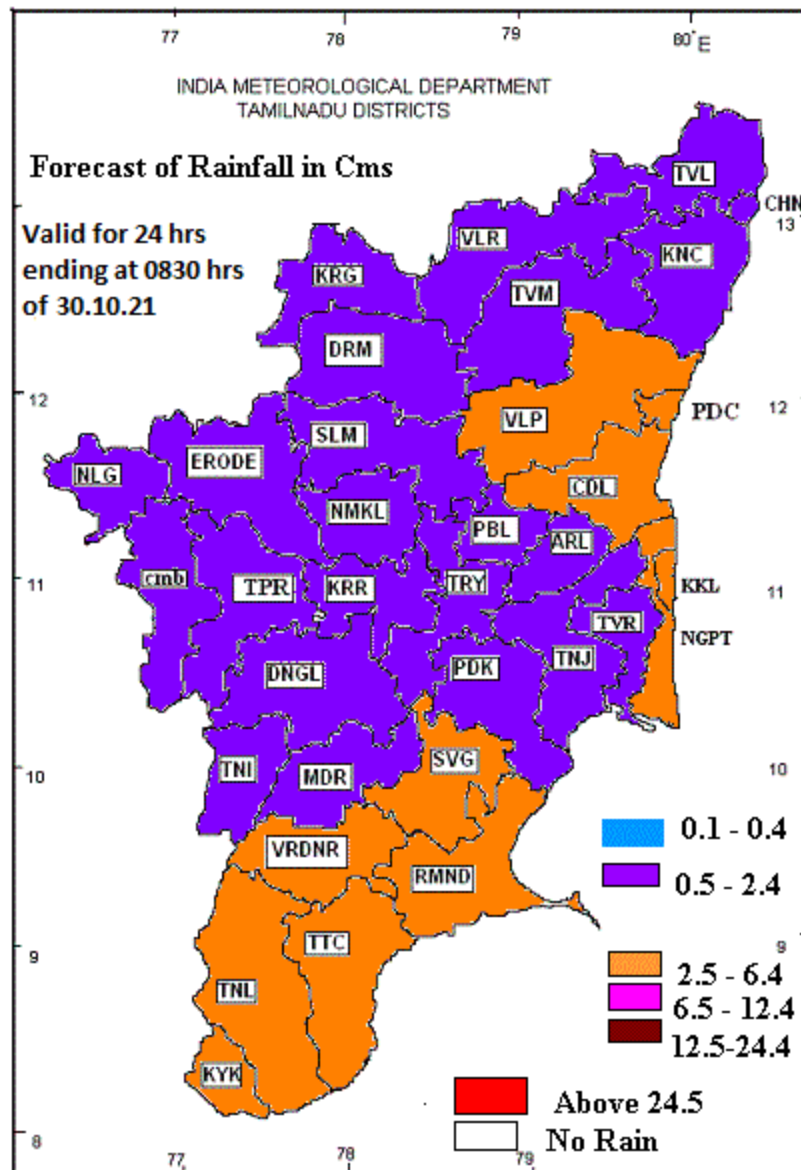 77 78 79 80°E
INDIA METEOROLOGICAL DEPARTMENT
TAMILNADU DISTRICTS
Forecast of Rainfall in Cms
TVL
CHN
13
Valid for 24 hrs
ending at 0830 hrs
of 30.10.21
VLR
KNC
KRG
TVM
DRM
12
12
PDC
VLP
SLM
ERODE
NLG
CDL
NMKL
PBL
ARL
11
cmb
TPR
KRR
TRY
KKL
11
TVR
NGPT
TNJ
DNGL
PDK
10
TNI
MDR
SVG
10
0.1 - 0.4
VRDNR
RMND
0.5 - 2.4
9
TTC
9
TNL
2.5 - 6.4
6.5 - 12.4
12.5-24.4
KYK
Above 24.5
No Rain
8
77 78 79